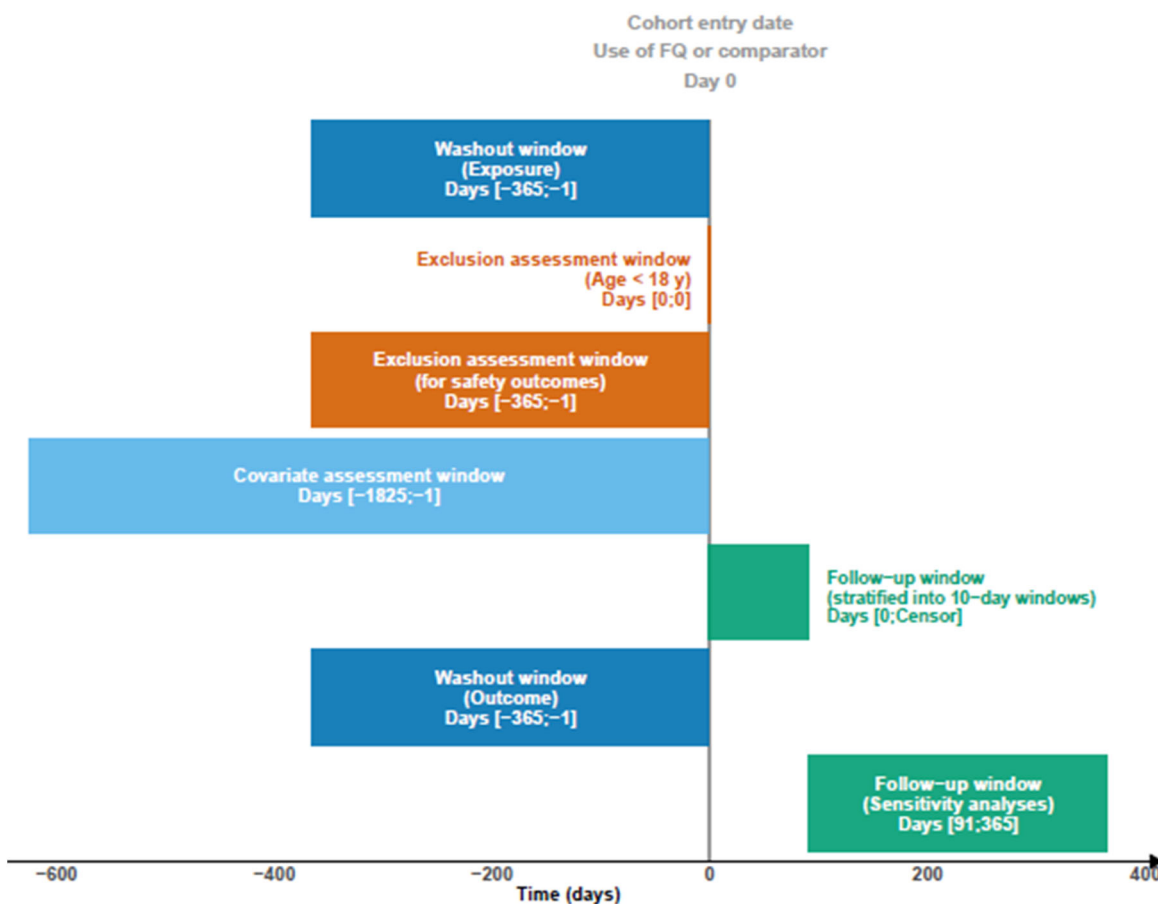 Cohort entry date
Use of FQ or comparator
Day 0
Washout window
(Exposure)
Days [−365;−1]
Exclusion assessment window
(Age < 18 y)
Days [0;0]
Exclusion assessment window
(for safety outcomes)
Days [−365;−1]
Covariate assessment window
Days [−1825;−1]
Follow−up window
(stratified into 10−day windows)
Days [0;Censor]
Washout window
(Outcome)
Days [−365;−1]
Follow−up window
(Sensitivity analyses)
Days [91;365]
−600 −400 −200 0 200 400
Time (days)